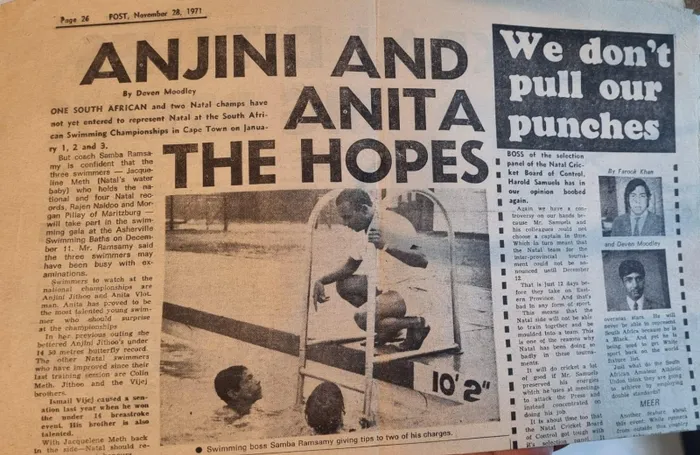 Page 26 POST, November 28, 1971
ANJINI AND
ANITA
THE HOPES
By Deven Moodley
ONE SOUTH AFRICAN and two Natal champs have
not yet entered to represent Natal at the South Afri-
can Swimming Championships in Cape Town on Janua-
ry 1, 2 and 3.
But coach Samba Ramsa-
my is confident that the
three swimmers — Jacque-
line Meth (Natal's water
baby) who holds the na-
tional and four Natal rec-
ords, Rajen Naidoo and Mor-
gan Pillay of Maritzburg —
will take part in the swim-
ming gala at the Asherville
Swimming Baths on Decem-
ber 11. Mr. Ramsaamy said
the three swimmers may
have been busy with ex-
aminations.
Swimmers to watch at the
national championships are
Anjini Jithoo and Anita Vlot-
man. Anita has proved to be
the most talented young swim-
mer who should surprise
at the championships
In her previous outing she
bettered Anjini Jithoo's under
14 50 metres butterfly record.
The other Natal swimmers
who have improved since their
last training session are Colin
Meth, Jithoo and the Vijej
brothers.
Ismail Vijej caused a sen-
sation last year when he won
the under 14 breastroke
event. His brother is also
talented.
With Jacquelene Meth back
in the side—Natal should re-
10' 2"
● Swimming boss Samba Ramsaamy giving tips to two of his charges.
We don't
pull our
punches
BOSS of the selection
panel of the Natal Cric-
ket Board of Control,
Harold Samuels has in
our opinion boobed
again.
Again we have a con-
troversy on our hands be-
cause Mr. Samuels and
his colleagues could not
choose a captain in time.
Which in turn meant that
the Natal team for the
inter-provincial tourna-
ment could not be an-
nounced until December
12
That is just 12 days be-
fore they take on East-
ern Province. And that's
bad in any form of sport.
This means that the
Natal side will not be able
to train together and be
moulded into a team. This
is one of the reasons why
Natal has been doing so
badly in these tourna-
ments.
It will do cricket a lot
of good if Mr. Samuels
preserved his energies
which he uses at meetings
to attack the Press and
instead concentrated on
doing his job.
It is about time too that
the Natal Cricket Board
of Control got tough with
By Farook Khan
and Deven Moodley
overseas stars. He will
never be able to represent
South Africa because he is
a Black. And yet he is
being used to get White
sport back on the world
Just what do the South
African Amateur Athletic
Union think they are going
to achieve by employing
double standards?
MEER
Another feature about